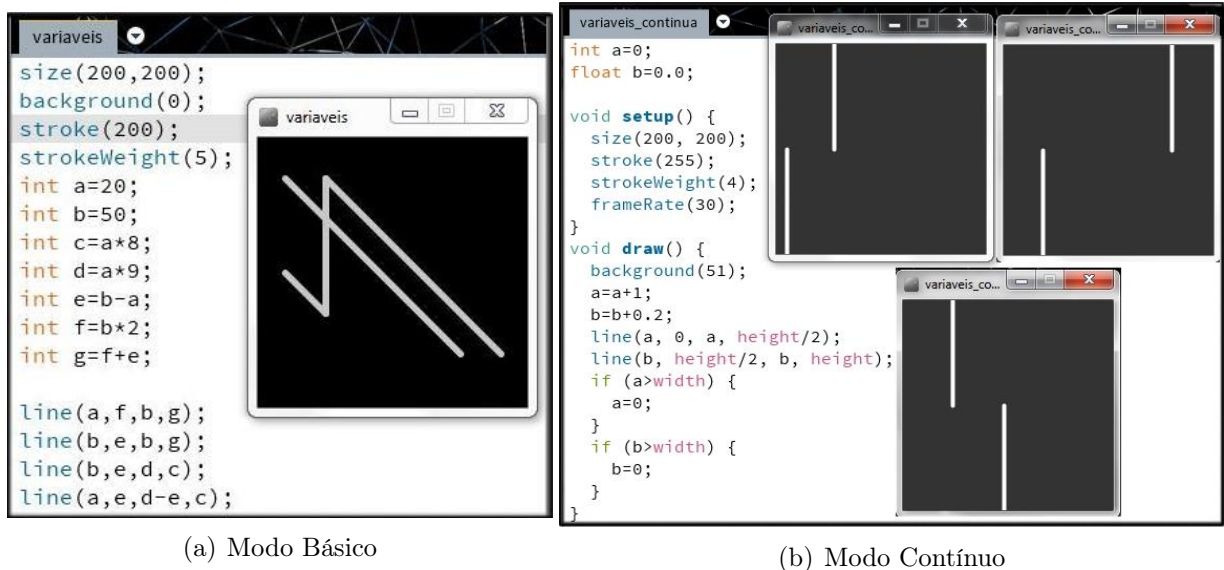 variaveis
size(200,200);
background(0);
stroke(200);
strokeWeight(5);
int a=20;
int b=50;
int c=a*8;
int d=a*9;
int e=b-a;
int f=b*2;
int g=f+e;
line(a,f,b,g);
line(b,e,b,g);
line(b,e,d,c);
line(a,e,d-e,c);
variaveis
(a) Modo Básico
variaveis_continua
int a=0;
float b=0.0;
void setup() {
size(200, 200);
stroke(255);
strokeWeight(4);
frameRate(30);
}
void draw() {
background(51);
a=a+1;
b=b+0.2;
line(a, 0, a, height/2);
line(b, height/2, b, height);
if (a>width) {
a=0;
}
if (b>width) {
b=0;
}
}
variaveis_co...
variaveis_co...
variaveis_co...
(b) Modo Contínuo